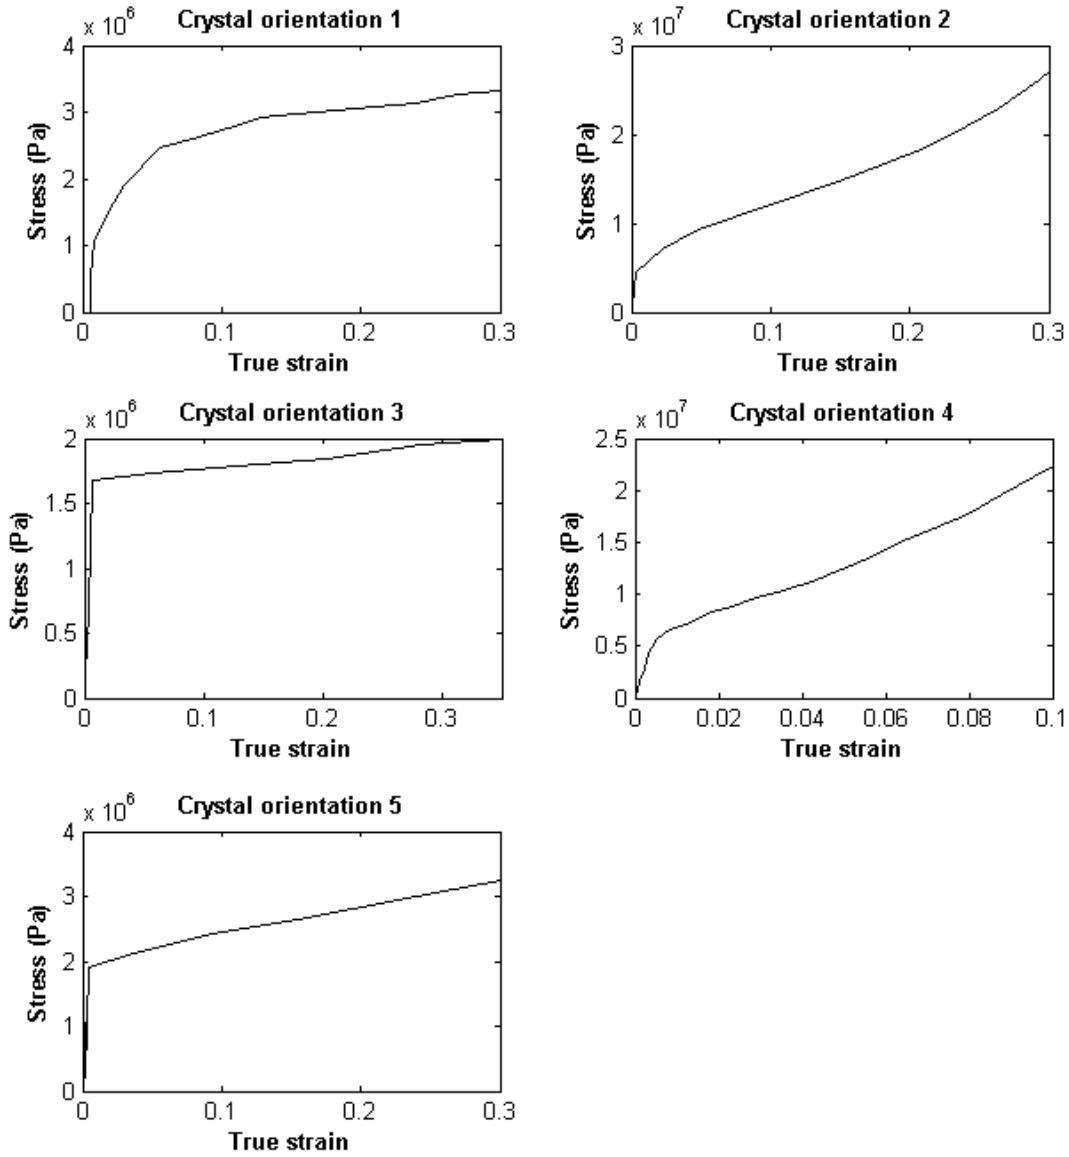 Crystal orientation 1
x 10^6
4
3
2
1
0
Stress (Pa)
0 0.1 0.2 0.3
True strain
Crystal orientation 2
x 10^7
3
2
1
0
Stress (Pa)
0 0.1 0.2 0.3
True strain
Crystal orientation 3
x 10^6
2
1.5
1
0.5
0
Stress (Pa)
0 0.1 0.2 0.3
True strain
Crystal orientation 4
x 10^7
2.5
2
1.5
1
0.5
0
Stress (Pa)
0 0.02 0.04 0.06 0.08 0.1
True strain
Crystal orientation 5
x 10^6
4
3
2
1
0
Stress (Pa)
0 0.1 0.2 0.3
True strain